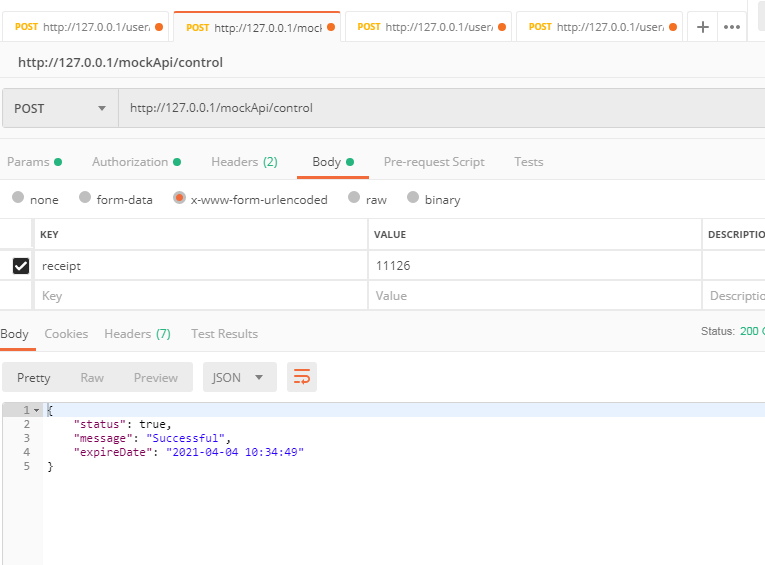 POST http://127.0.0.1/user/ POST http://127.0.0.1/mock POST http://127.0.0.1/user/ POST http://127.0.0.1/user/ + •••
http://127.0.0.1/mockApi/control
POST http://127.0.0.1/mockApi/control
Params Authorization Headers (2) Body Pre-request Script Tests
none form-data x-www-form-urlencoded raw binary
KEY VALUE DESCRIPTIO
receipt 11126
Key Value Descriptio
Body Cookies Headers (7) Test Results Status: 200
Pretty Raw Preview JSON
1 {
2 "status": true,
3 "message": "Successful",
4 "expireDate": "2021-04-04 10:34:49"
5 }